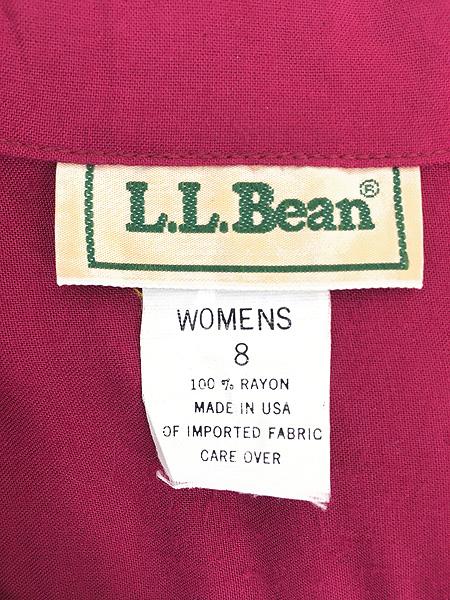 L.L.Bean®
WOMENS
8
100 % RAYON
MADE IN USA
OF IMPORTED FABRIC
CARE OVER